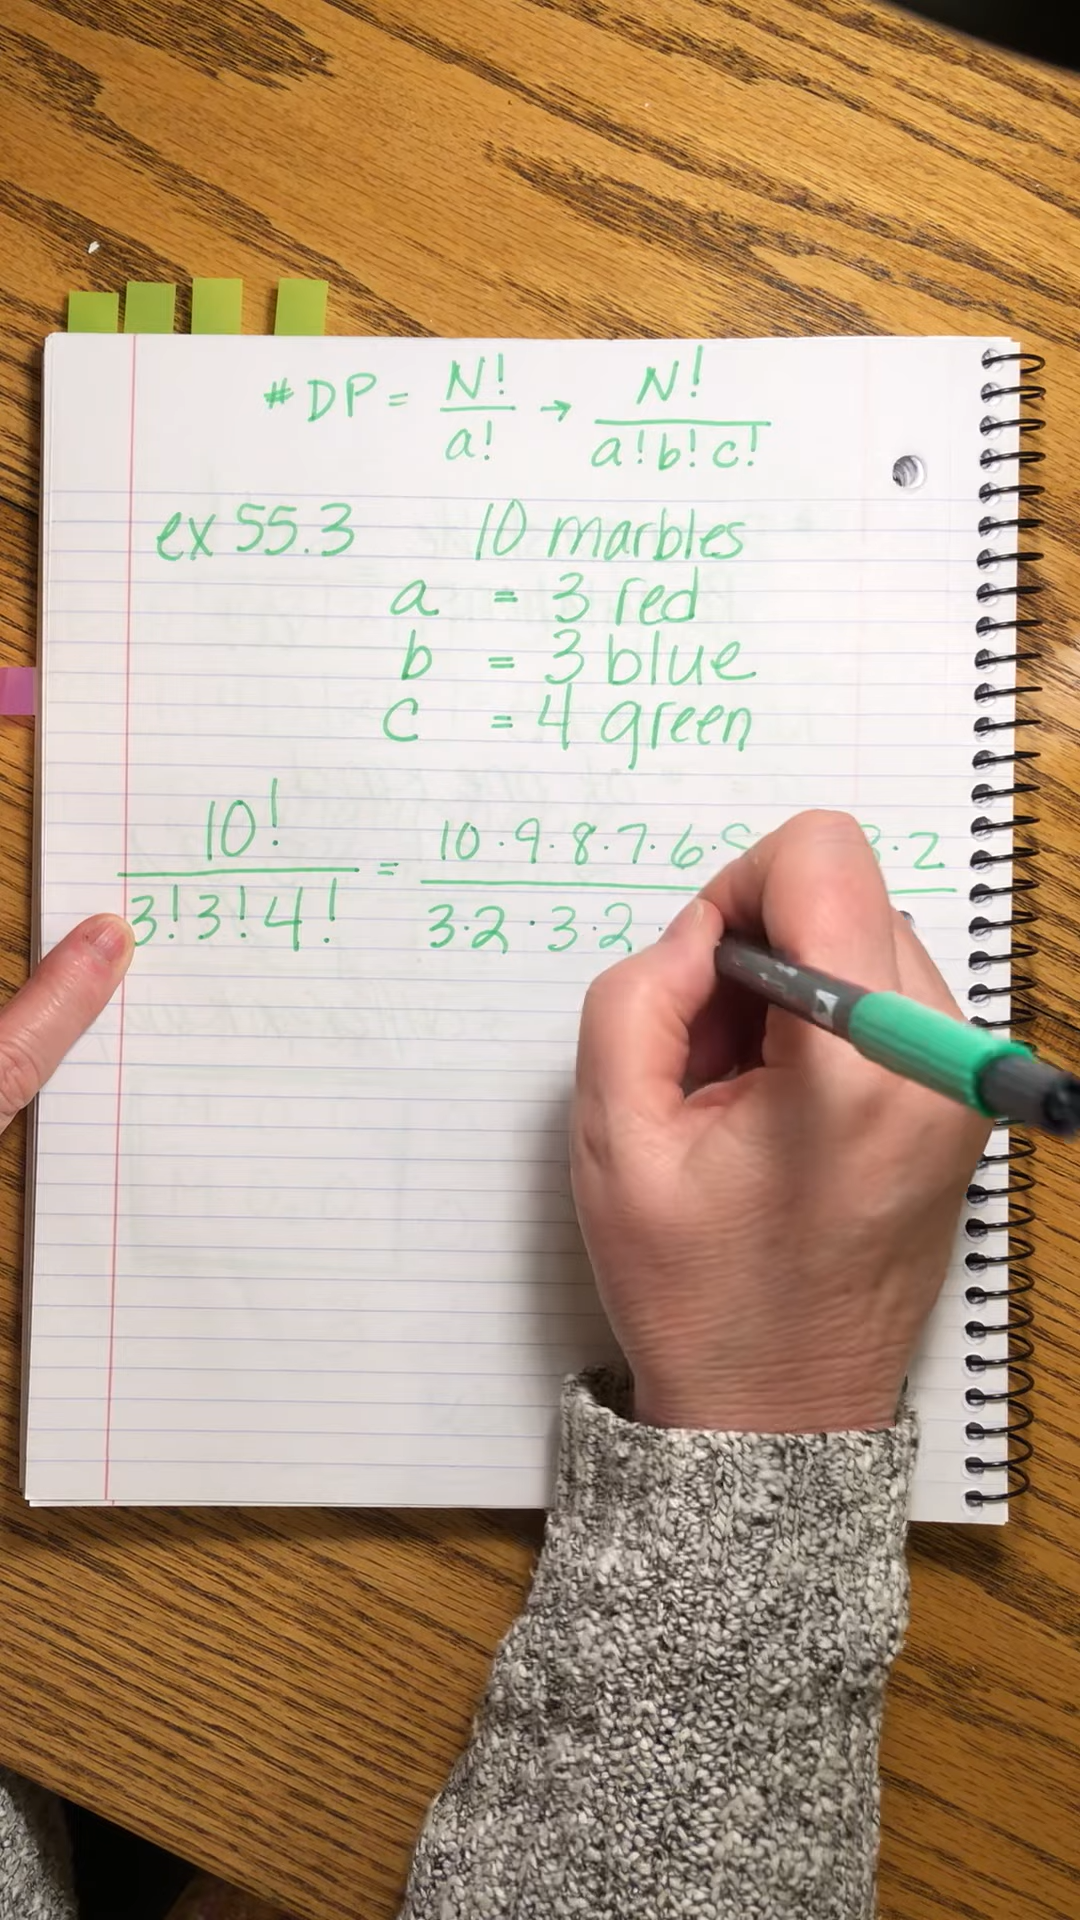 # DP = N!/a! → N!/a!b!c!
ex 55.3 10 marbles
a = 3 red
b = 3 blue
c = 4 green
10!/3!3!4! = 10·9·8·7·6· ·2/3·2·3·2·